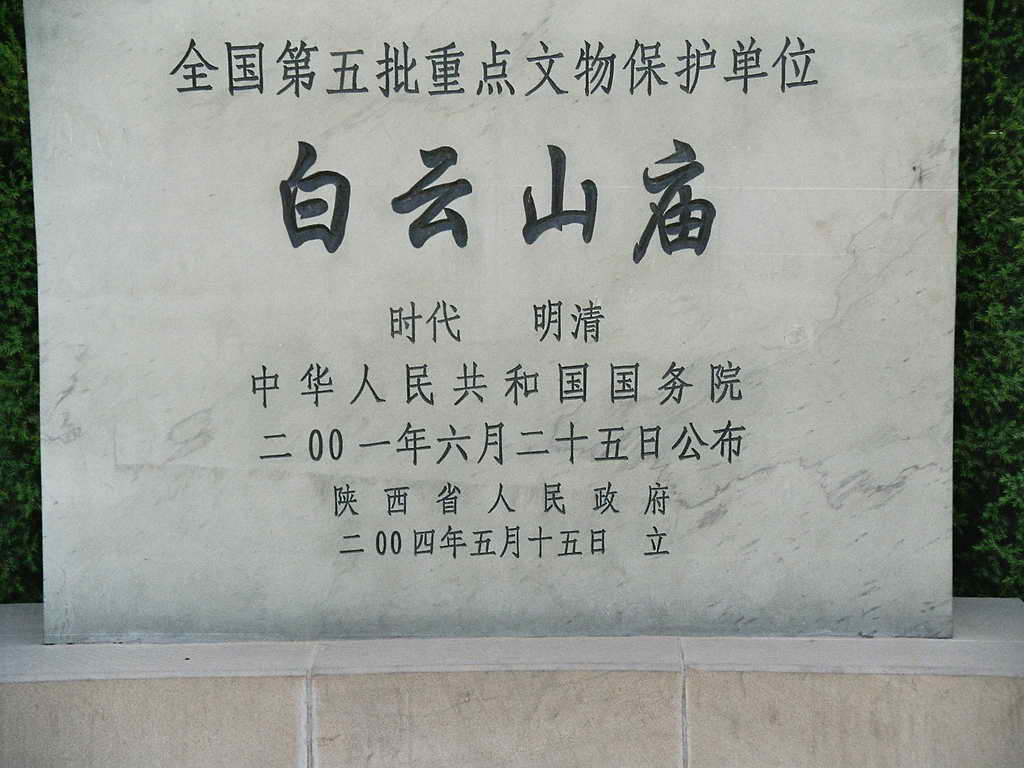 全国第五批重点文物保护单位
白云山庙
时代 明清
中华人民共和国国务院
二00一年六月二十五日公布
陕西省人民政府
二00四年五月十五日 立